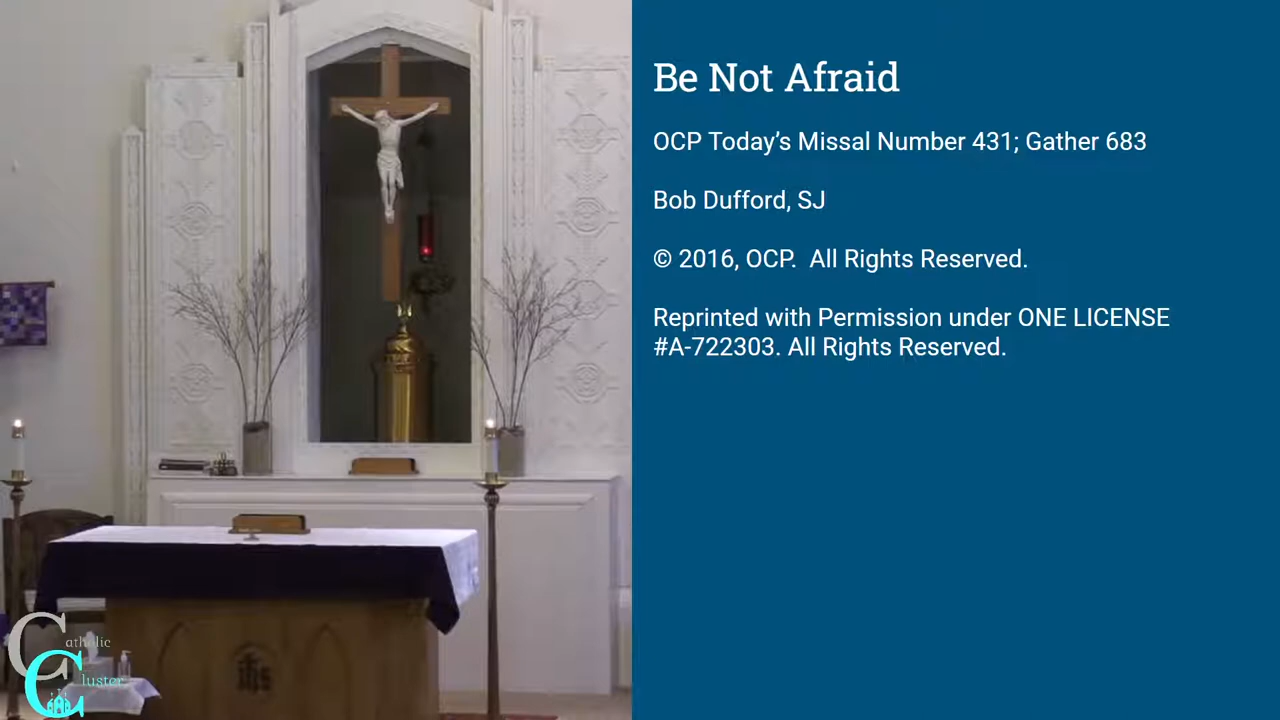 Be Not Afraid
OCP Today’s Missal Number 431; Gather 683
Bob Dufford, SJ
© 2016, OCP.  All Rights Reserved.
Reprinted with Permission under ONE LICENSE
#A-722303. All Rights Reserved.
Catholic
Cluster
ihs